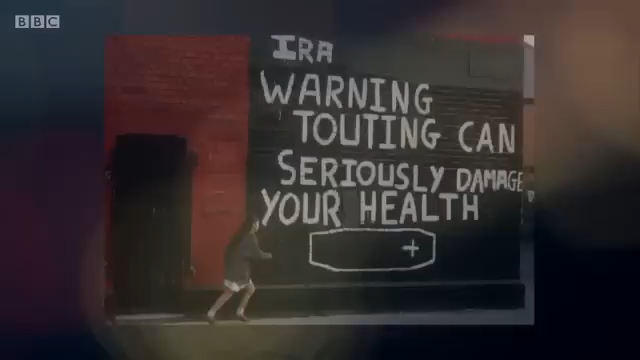 BBC
IRA
WARNING
TOUTING CAN
SERIOUSLY DAMAGE
YOUR HEALTH